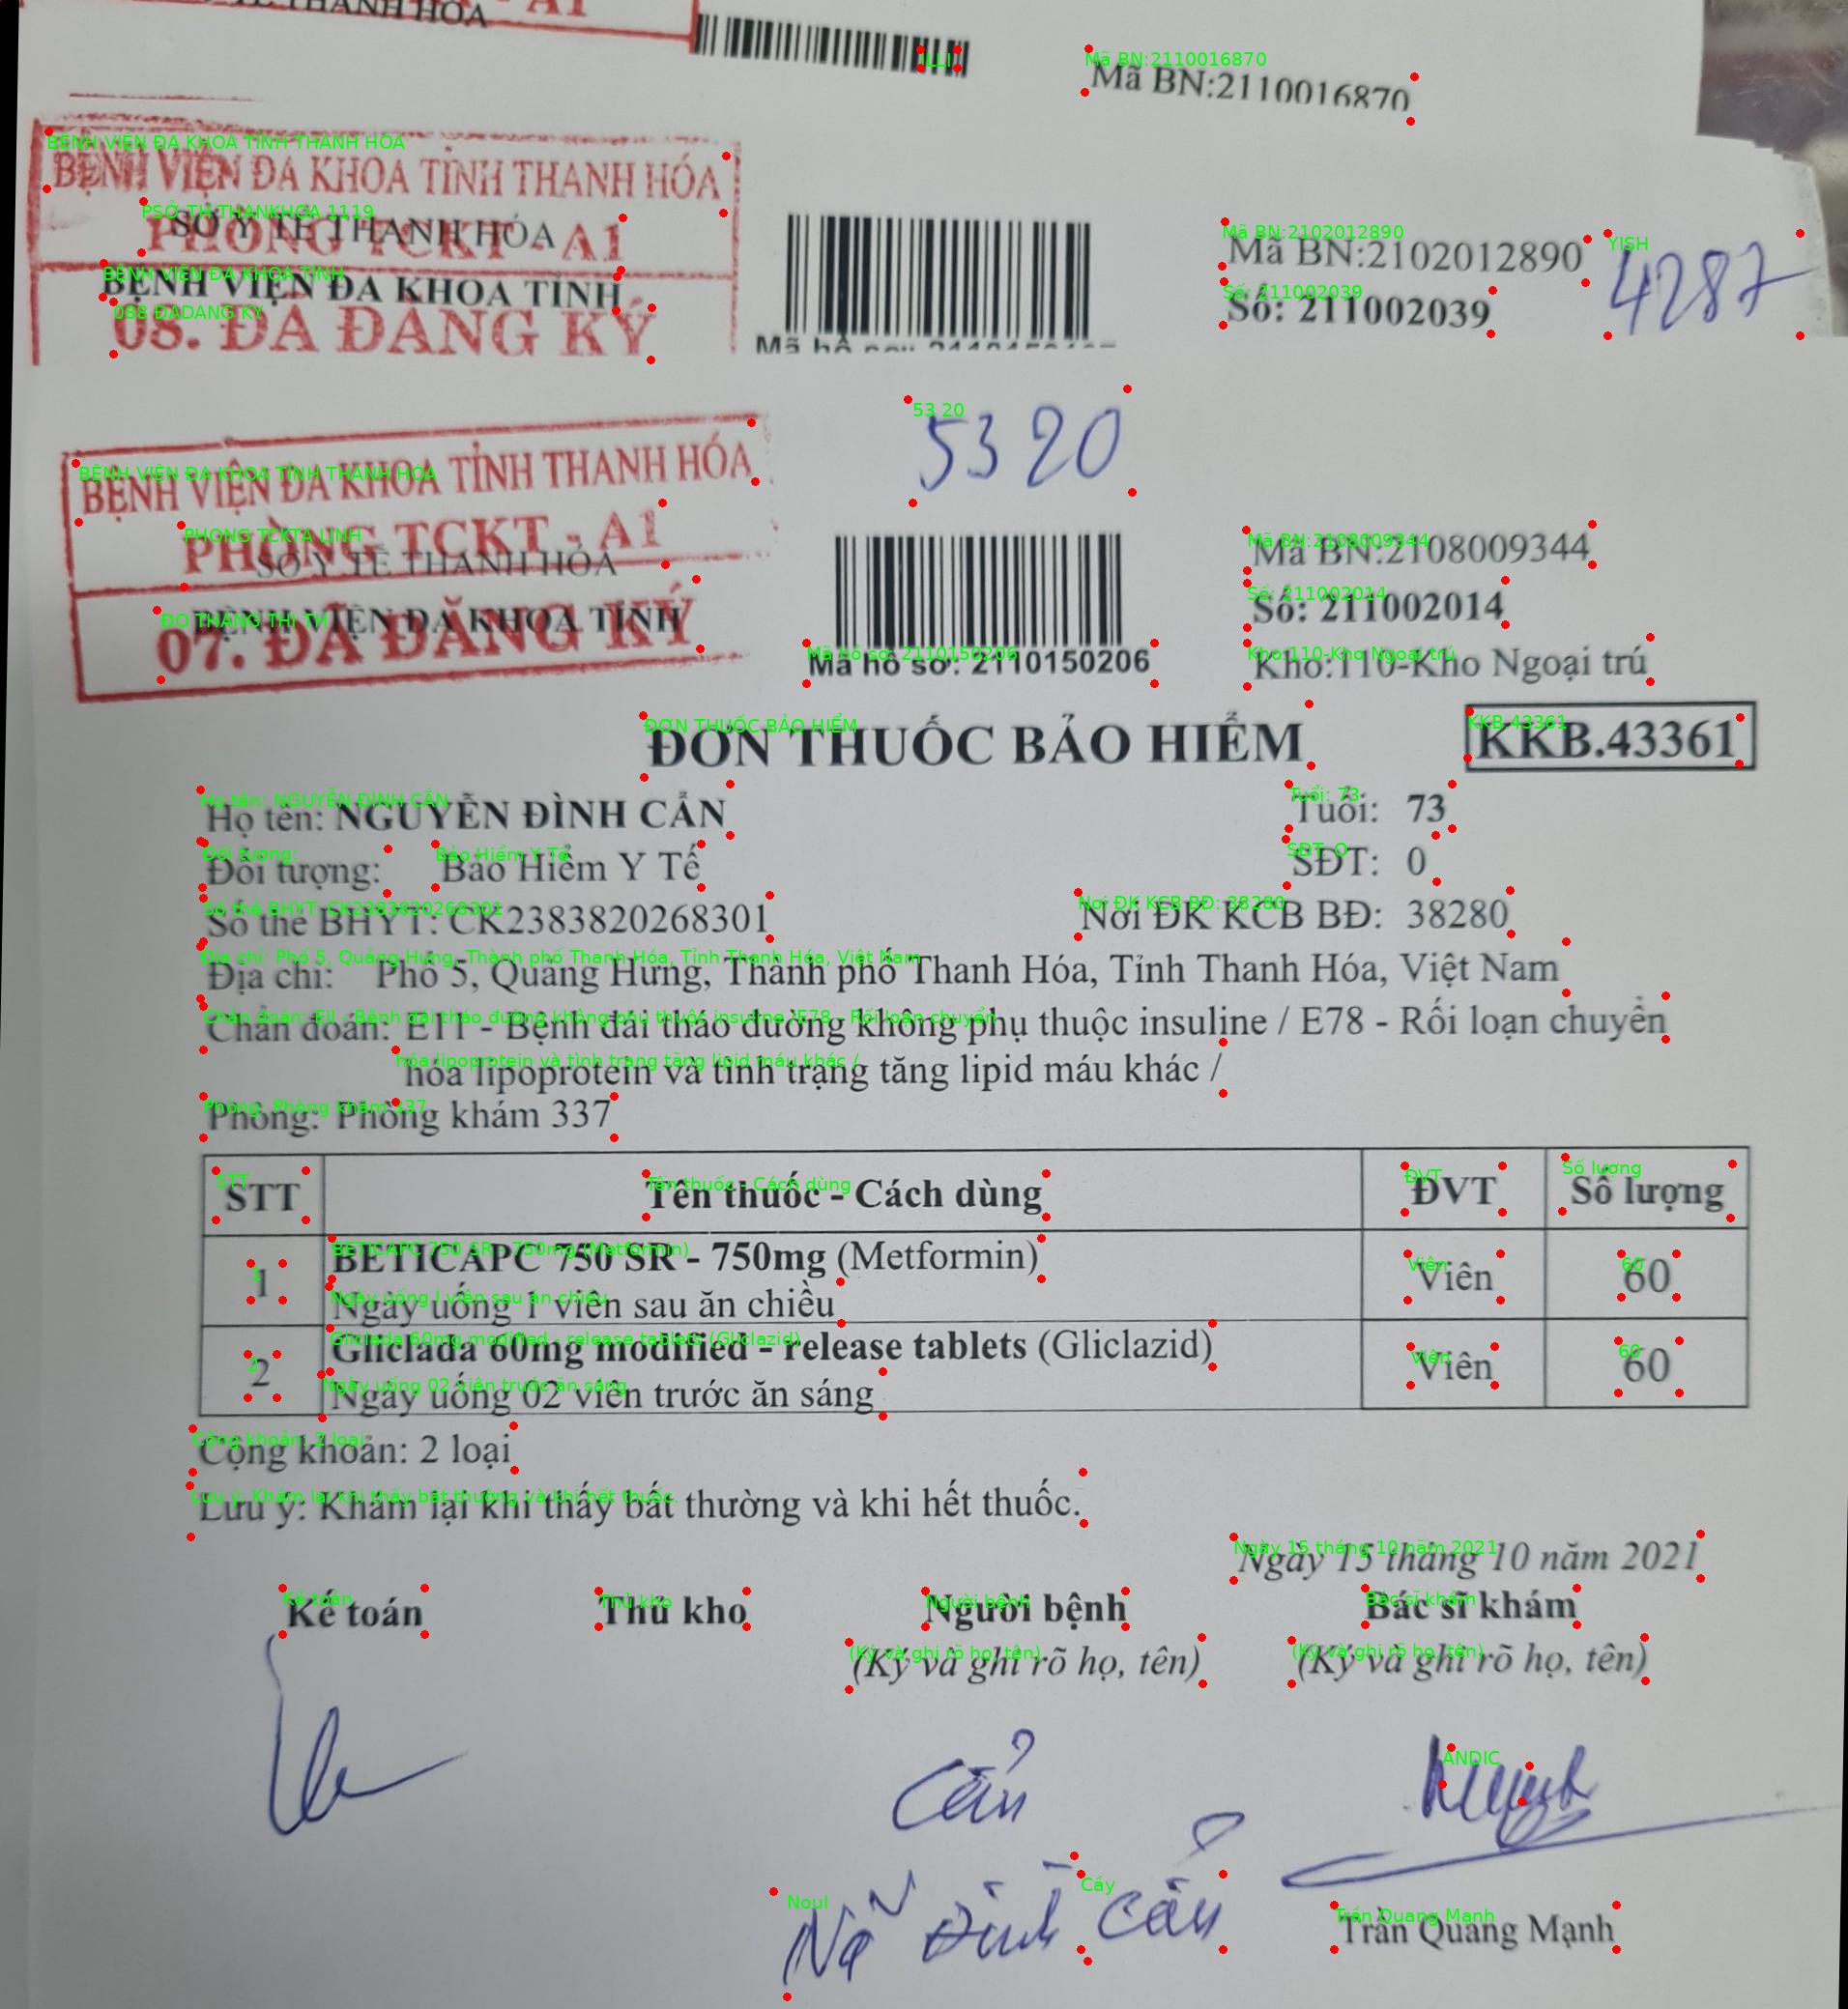 THANH HÓA
Mã BN:2110016870
BỆNH VIỆN ĐA KHOA TỈNH THANH HÓA
PHÒNG TCKT A1
SỞ Y TẾ THANH HÓA
BỆNH VIỆN ĐA KHOA TỈNH
08. ĐÃ ĐĂNG KÝ
Mã BN:2102012890
Số: 211002039
4287
5320
BỆNH VIỆN ĐA KHOA TỈNH THANH HÓA
PHÒNG TCKT - A1
SỞ Y TẾ THANH HÓA
BỆNH VIỆN ĐA KHOA TỈNH
07. ĐÃ ĐĂNG KÝ
Mã hồ sơ: 2110150206
Mã BN:2108009344
Số: 211002014
Kho:110-Kho Ngoại trú
ĐƠN THUỐC BẢO HIỂM
KKB.43361
Họ tên: NGUYỄN ĐÌNH CẨN Tuổi: 73
Đối tượng: Bảo Hiểm Y Tế SĐT: 0
Số thẻ BHYT: CK2383820268301 Nơi ĐK KCB BĐ: 38280
Địa chỉ: Phố 5, Quảng Hưng, Thành phố Thanh Hóa, Tỉnh Thanh Hóa, Việt Nam
Chẩn đoán: E11 - Bệnh đái tháo đường không phụ thuộc insuline / E78 - Rối loạn chuyển
hóa lipoprotein và tình trạng tăng lipid máu khác /
Phòng: Phòng khám 337
STT Tên thuốc - Cách dùng ĐVT Số lượng
1 BETICAPC 750 SR - 750mg (Metformin) Viên 60
Ngày uống 1 viên sau ăn chiều
2 Gliclada 60mg modified - release tablets (Gliclazid) Viên 60
Ngày uống 02 viên trước ăn sáng
Cộng khoản: 2 loại
Lưu ý: Khám lại khi thấy bất thường và khi hết thuốc.
Ngày 15 tháng 10 năm 2021
Kế toán Thủ kho Người bệnh Bác sĩ khám
(Ký và ghi rõ họ, tên) (Ký và ghi rõ họ, tên)
Cẩn
Đình Cẩn
Trần Quang Mạnh